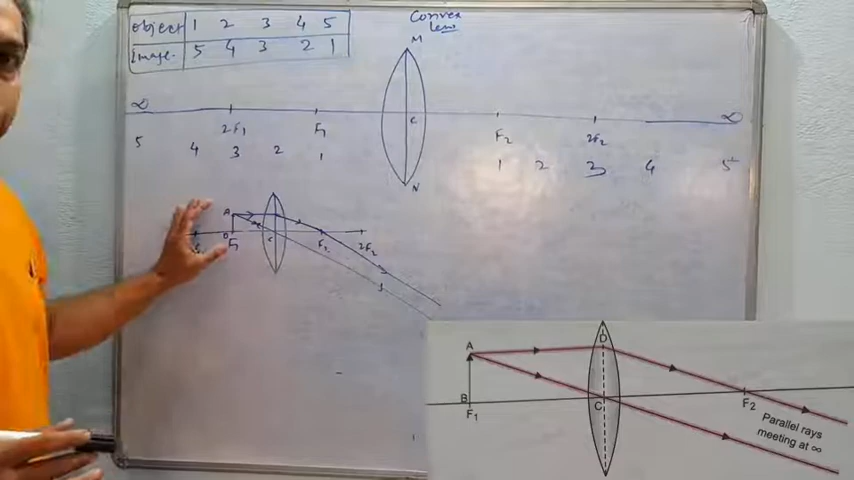 object 1 2 3 4 5
Image 5 4 3 2 1
Convex
lens
M
∞ 2F₁ F₁ C F₂ 2F₂ ∞
5 4 3 2 1 1 2 3 4 5
N
A
B F₁ C F₂ 2F₂
A D
B F₁ C F₂
Parallel rays
meeting at ∞